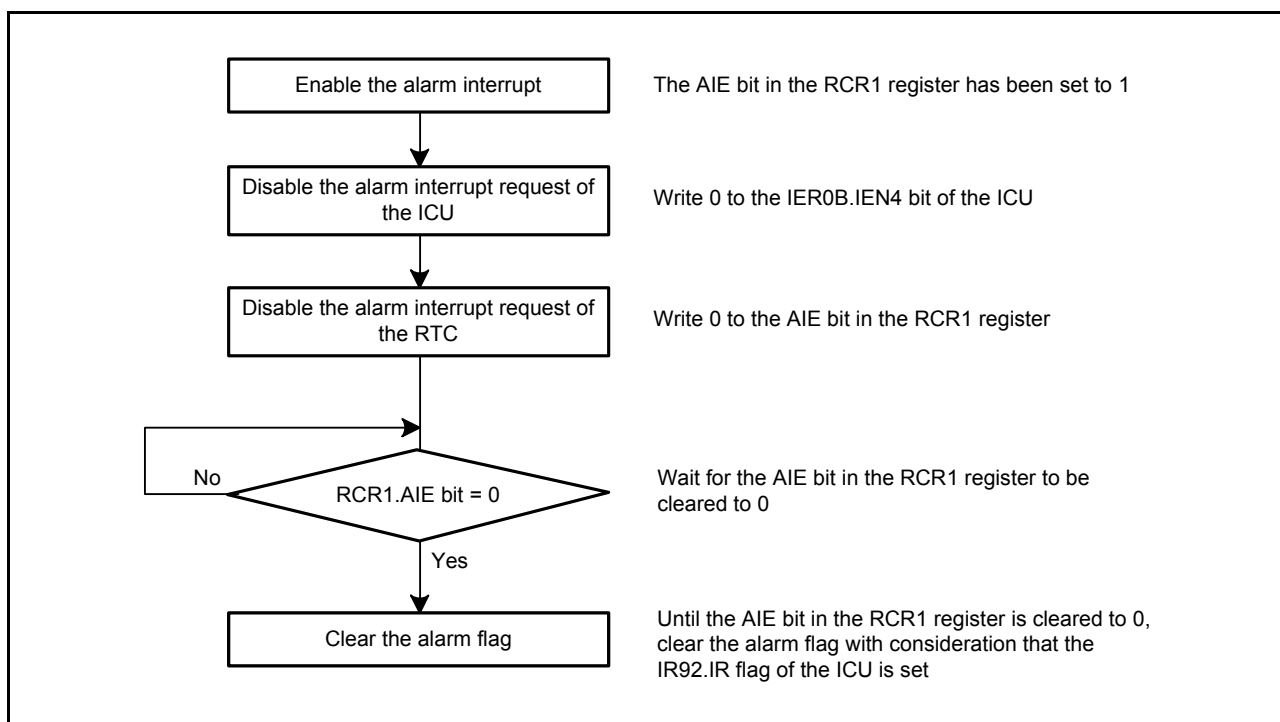 Enable the alarm interrupt
The AIE bit in the RCR1 register has been set to 1
Disable the alarm interrupt request of
the ICU
Write 0 to the IER0B.IEN4 bit of the ICU
Disable the alarm interrupt request of
the RTC
Write 0 to the AIE bit in the RCR1 register
No
RCR1.AIE bit = 0
Wait for the AIE bit in the RCR1 register to be
cleared to 0
Yes
Clear the alarm flag
Until the AIE bit in the RCR1 register is cleared to 0,
clear the alarm flag with consideration that the
IR92.IR flag of the ICU is set